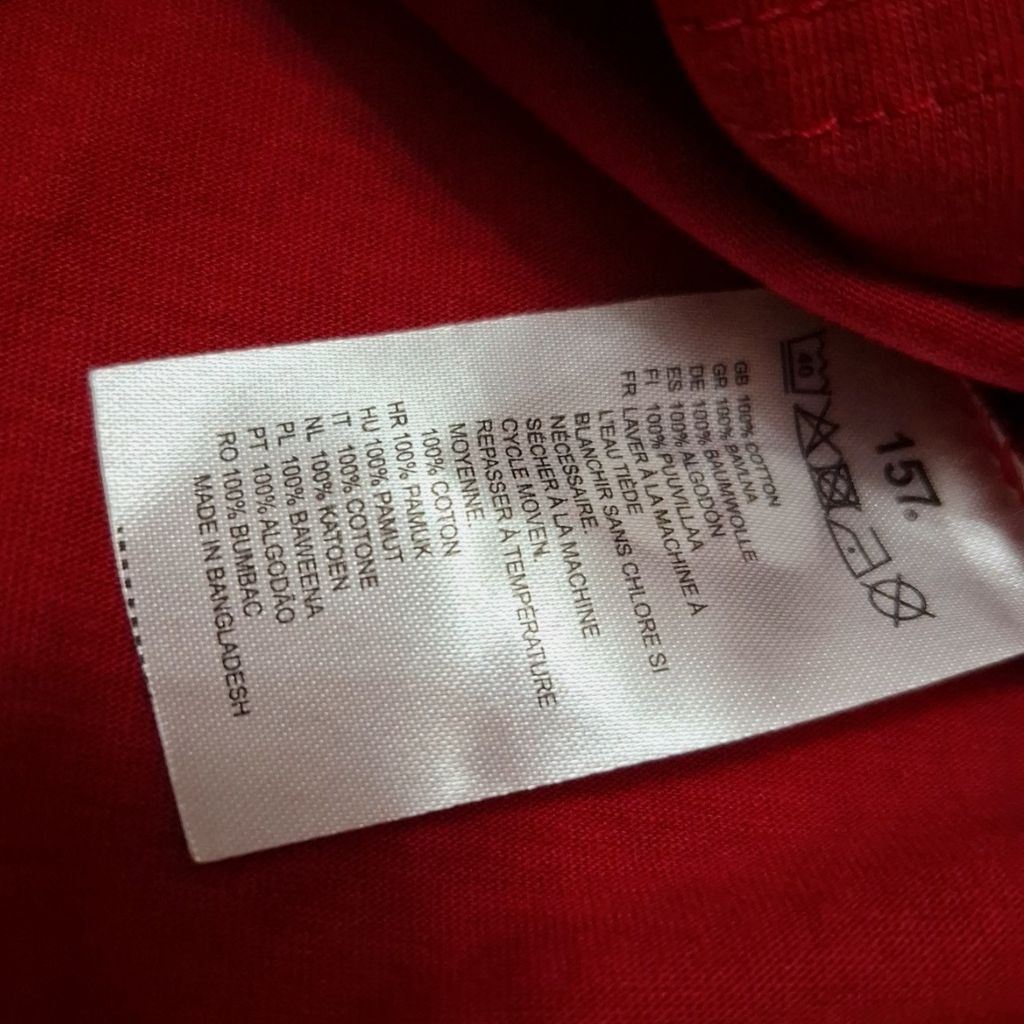 157
40
GB 100% COTTON
GR 100% BAVLNA
DE 100% BAUMWOLLE
ES 100% ALGODÓN
FI 100% PUUVILLAA
FR LAVER À LA MACHINE À
L'EAU TIÈDE
BLANCHIR SANS CHLORE SI
NÉCESSAIRE.
SÉCHER À LA MACHINE
CYCLE MOYEN.
REPASSER À TEMPÉRATURE
MOYENNE.
100% COTON
HR 100% PAMUK
HU 100% PAMUT
IT 100% COTONE
NL 100% KATOEN
PL 100% BAWEENA
PT 100% ALGODÃO
RO 100% BUMBAC
MADE IN BANGLADESH